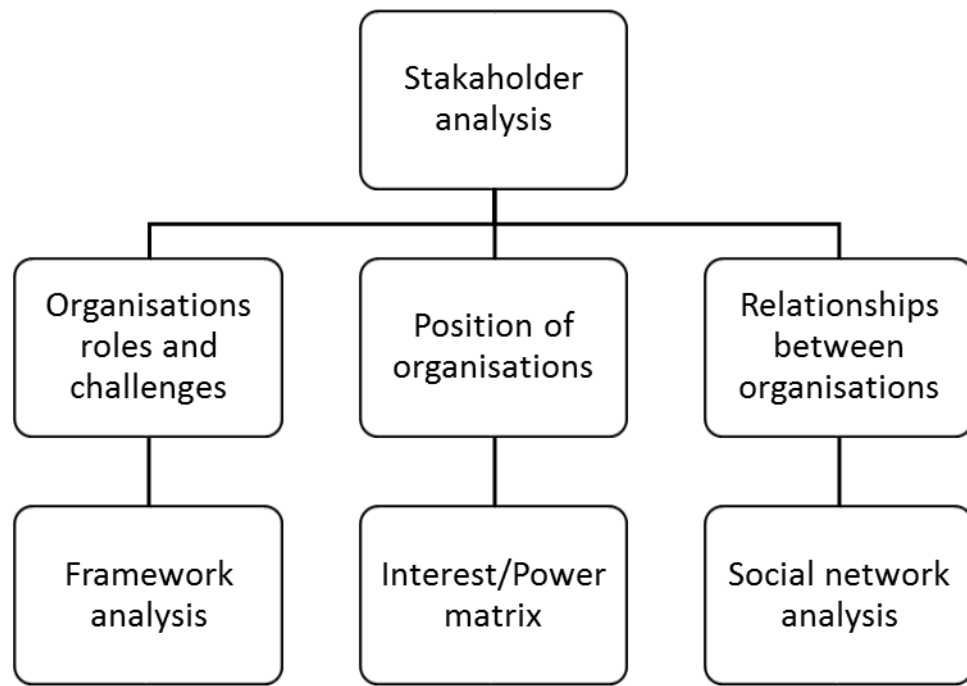 Stakaholder
analysis
Organisations
roles and
challenges
Position of
organisations
Relationships
between
organisations
Framework
analysis
Interest/Power
matrix
Social network
analysis